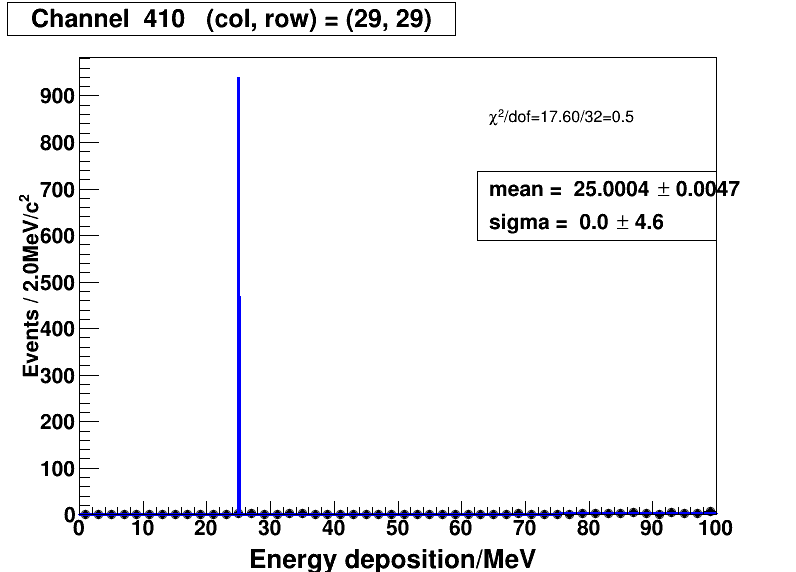 Channel 410 (col, row) = (29, 29)
χ²/dof=17.60/32=0.5
mean = 25.0004 ± 0.0047
sigma = 0.0 ± 4.6
Events / 2.0MeV/c²
900
800
700
600
500
400
300
200
100
0
0 10 20 30 40 50 60 70 80 90 100
Energy deposition/MeV